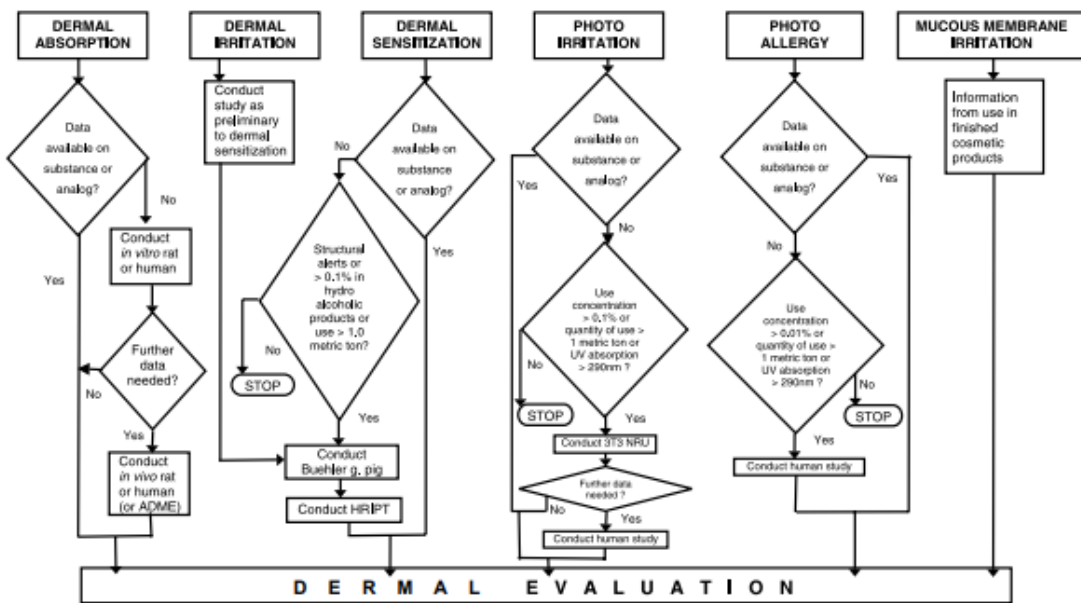 DERMAL
ABSORPTION
DERMAL
IRRITATION
DERMAL
SENSITIZATION
PHOTO
IRRITATION
PHOTO
ALLERGY
MUCOUS MEMBRANE
IRRITATION
Data
available on
substance or
analog?
No
Yes
Conduct
in vitro rat
or human
Further
data
needed?
No
Yes
Conduct
in vivo rat
or human
(or ADME)
Conduct
study as
preliminary
to dermal
sensitization
Data
available on
substance
or analog?
No
Yes
Structural
alerts or
> 0.1% in
hydro
alcoholic
products or
use > 1.0
metric ton?
No
STOP
Yes
Conduct
Buehler g. pig
Conduct HRIPT
Data
available on
substance or
analog?
Yes
No
Use
concentration
> 0.1% or
quantity of use >
1 metric ton or
UV absorption
> 290nm ?
No
STOP
Yes
Conduct 3T3 NRU
Further data
needed ?
No
Yes
Conduct human study
Data
available on
substance or
analog?
Yes
No
Use
concentration
> 0.01% or
quantity of use >
1 metric ton or
UV absorption
> 290nm ?
No
STOP
Yes
Conduct human study
Information
from use in
finished
cosmetic
products
DERMAL EVALUATION